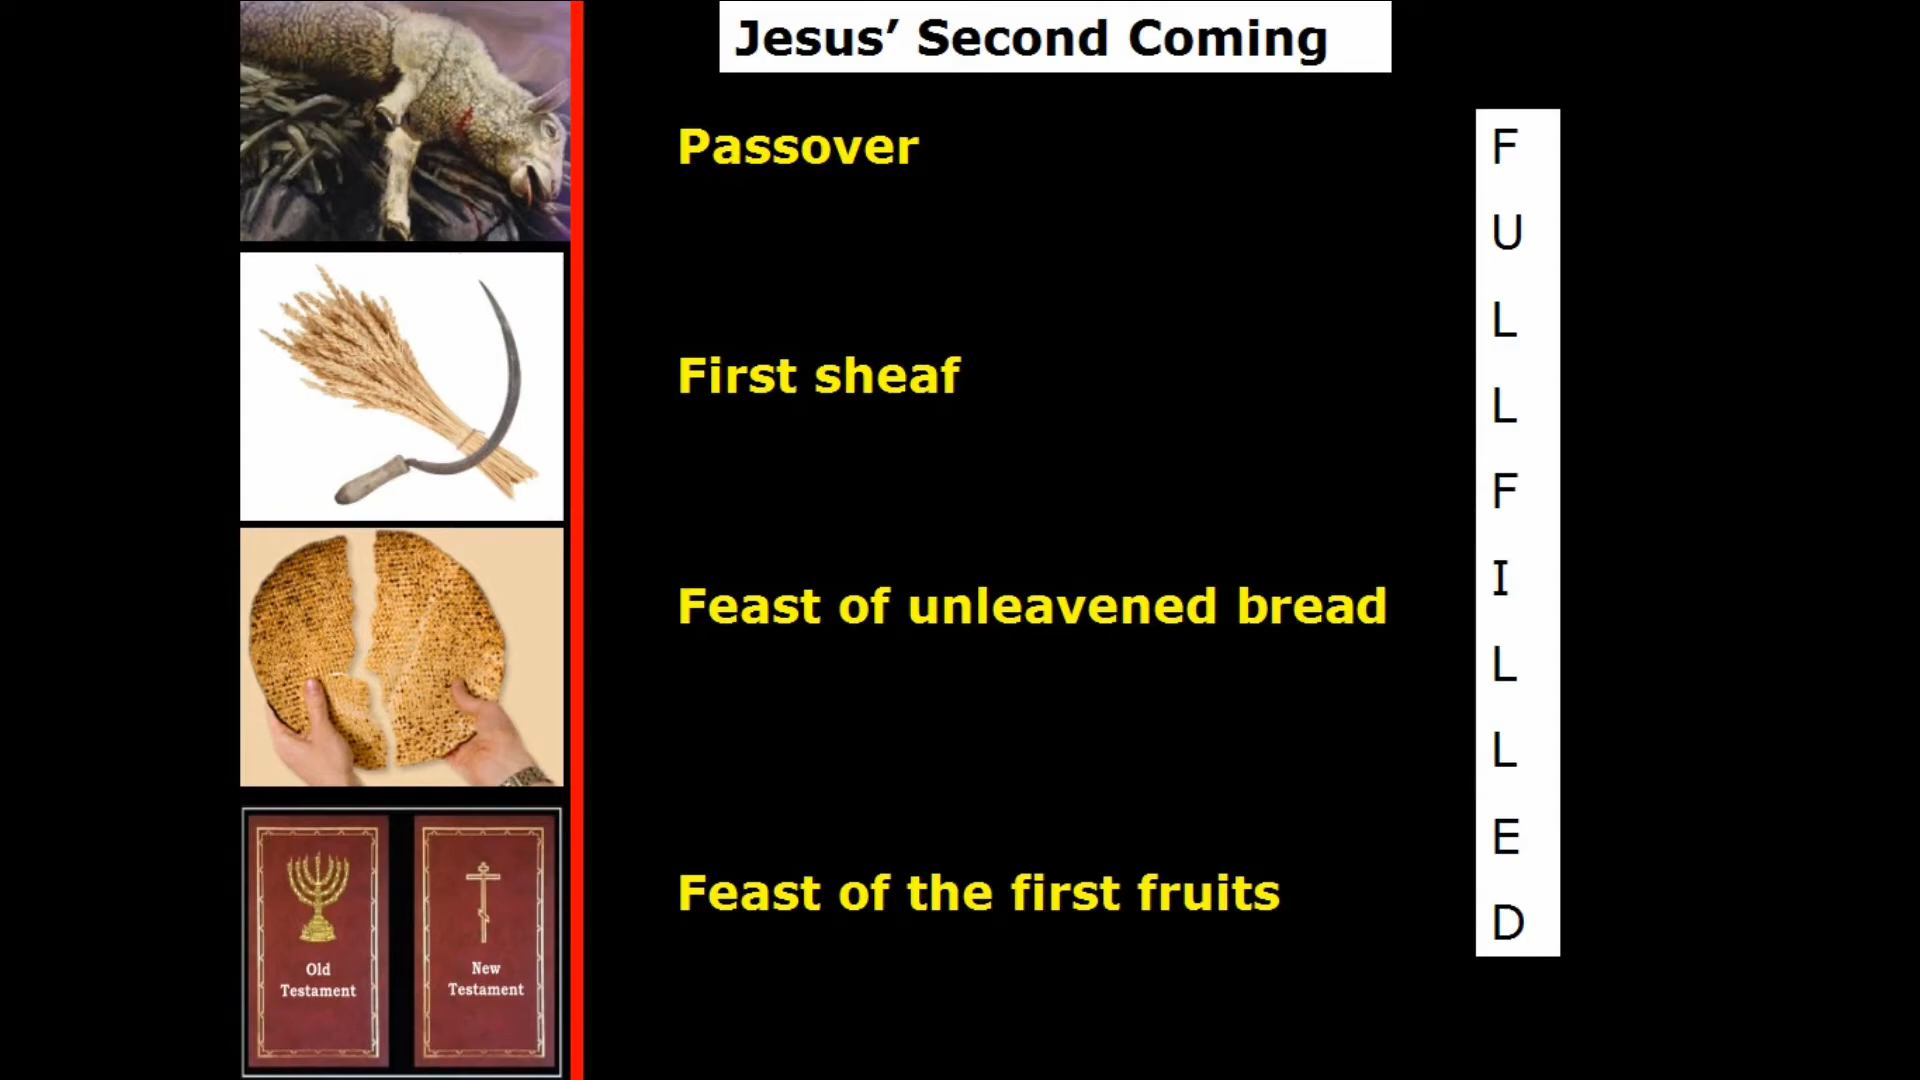 Jesus’ Second Coming
Passover
First sheaf
Feast of unleavened bread
Feast of the first fruits
F
U
L
L
F
I
L
L
E
D
Old
Testament
New
Testament